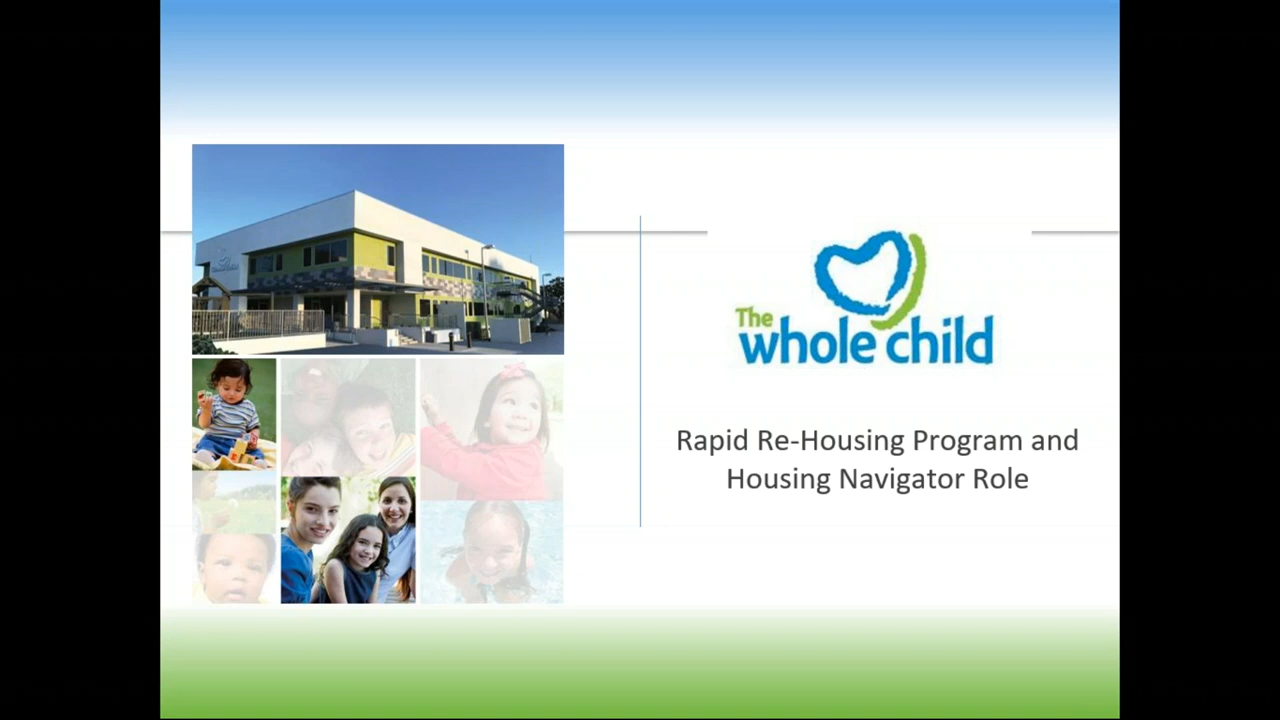 The
whole child
Rapid Re-Housing Program and
Housing Navigator Role